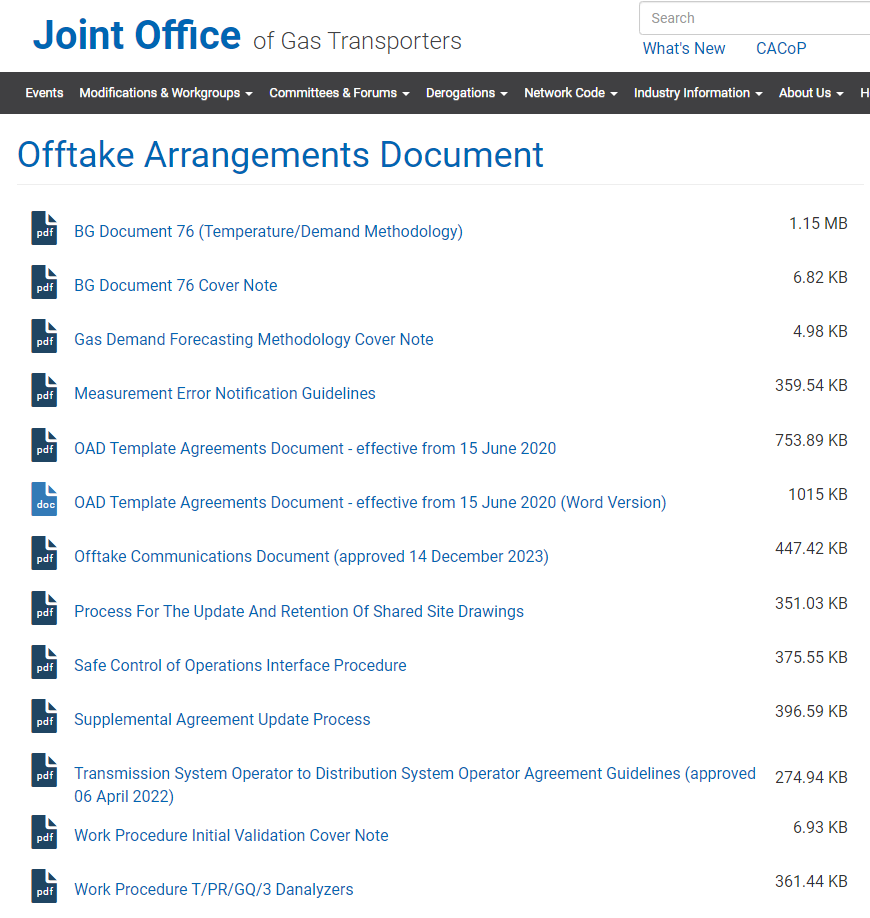 Joint Office of Gas Transporters
Search
What's New CACoP
Events Modifications & Workgroups Committees & Forums Derogations Network Code Industry Information About Us H
Offtake Arrangements Document
pdf BG Document 76 (Temperature/Demand Methodology) 1.15 MB
pdf BG Document 76 Cover Note 6.82 KB
pdf Gas Demand Forecasting Methodology Cover Note 4.98 KB
pdf Measurement Error Notification Guidelines 359.54 KB
pdf OAD Template Agreements Document - effective from 15 June 2020 753.89 KB
doc OAD Template Agreements Document - effective from 15 June 2020 (Word Version) 1015 KB
pdf Offtake Communications Document (approved 14 December 2023) 447.42 KB
pdf Process For The Update And Retention Of Shared Site Drawings 351.03 KB
pdf Safe Control of Operations Interface Procedure 375.55 KB
pdf Supplemental Agreement Update Process 396.59 KB
pdf Transmission System Operator to Distribution System Operator Agreement Guidelines (approved 274.94 KB
06 April 2022)
pdf Work Procedure Initial Validation Cover Note 6.93 KB
pdf Work Procedure T/PR/GQ/3 Danalyzers 361.44 KB